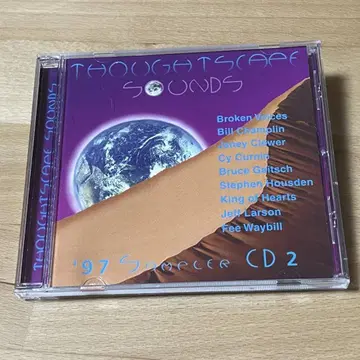 THOUGHTSCAPE
SOUNDS
Broken Voices
Bill Champlin
Janey Clewer
Cy Curnin
Bruce Gaitsch
Stephen Housden
King of Hearts
Jeff Larson
Fee Waybill
'97 SAMPLER CD 2
THOUGHTSCAPE SOUNDS